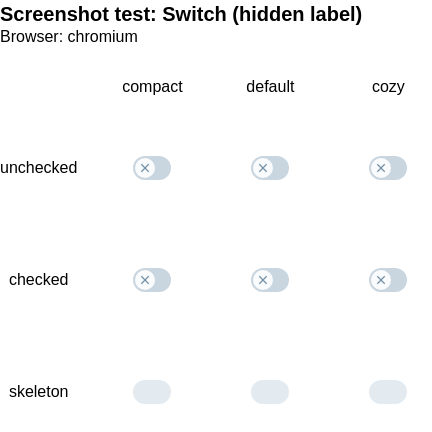 Screenshot test: Switch (hidden label)
Browser: chromium
compact default cozy
unchecked
checked
skeleton